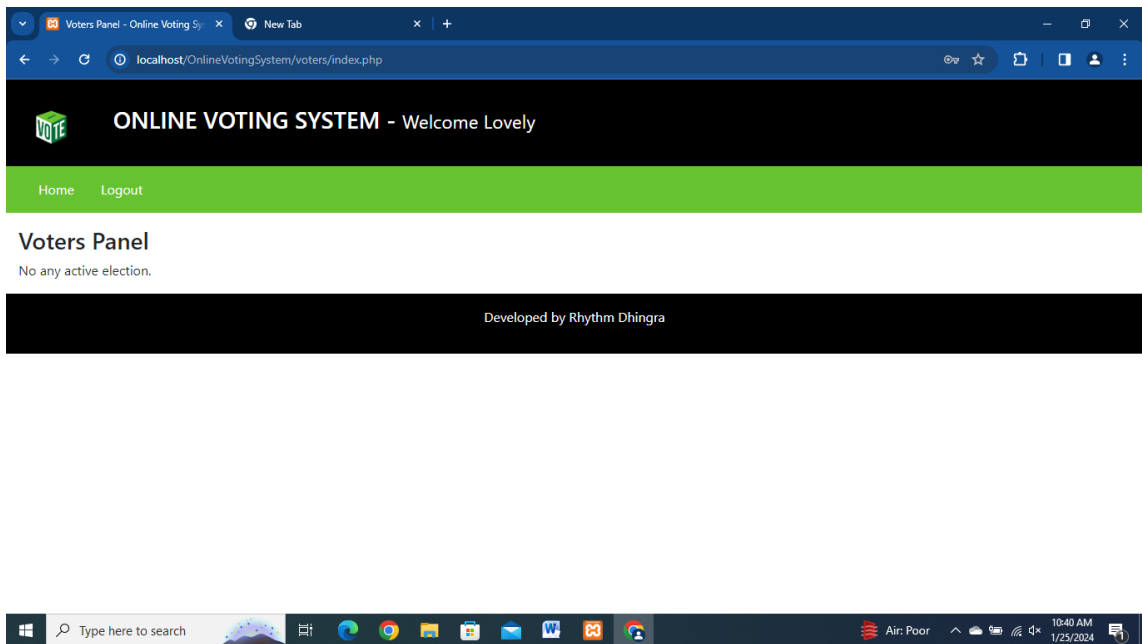 Voters Panel - Online Voting Sy
New Tab
localhost/OnlineVotingSystem/voters/index.php
VOTE
ONLINE VOTING SYSTEM - Welcome Lovely
Home Logout
Voters Panel
No any active election.
Developed by Rhythm Dhingra
Type here to search
Air: Poor
10:40 AM
1/25/2024